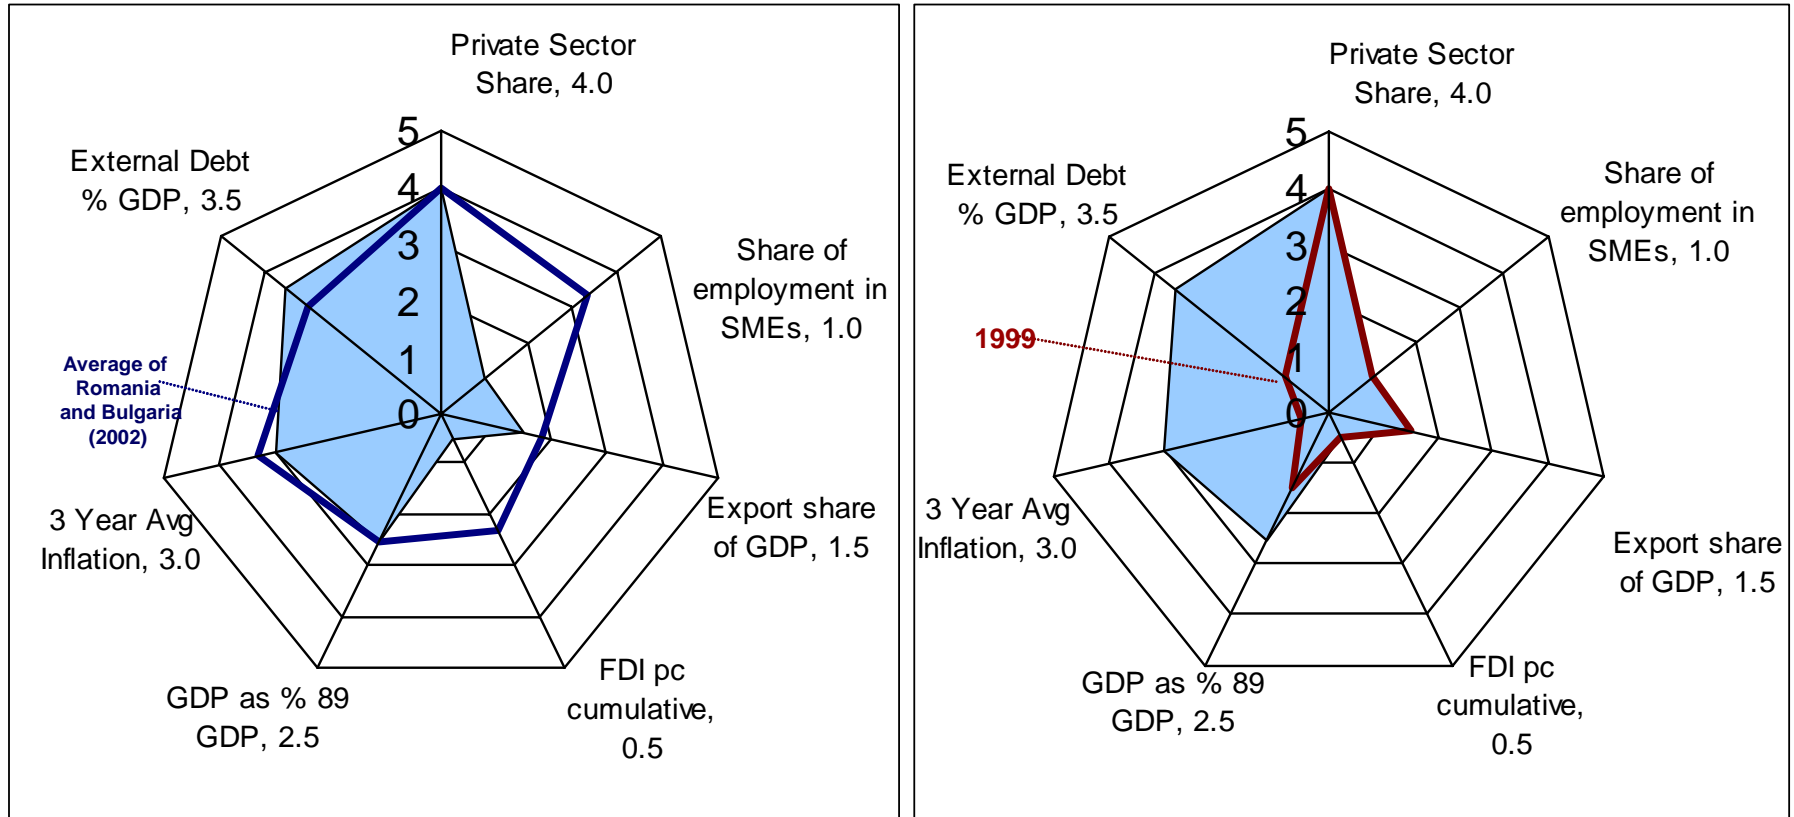 Private Sector
Share, 4.0
External Debt
% GDP, 3.5
Share of
employment in
SMEs, 1.0
5
4
3
2
1
0
Average of
Romania
and Bulgaria
(2002)
3 Year Avg
Inflation, 3.0
Export share
of GDP, 1.5
GDP as % 89
GDP, 2.5
FDI pc
cumulative,
0.5
Private Sector
Share, 4.0
External Debt
% GDP, 3.5
Share of
employment in
SMEs, 1.0
5
4
3
2
1
0
1999
3 Year Avg
Inflation, 3.0
Export share
of GDP, 1.5
GDP as % 89
GDP, 2.5
FDI pc
cumulative,
0.5